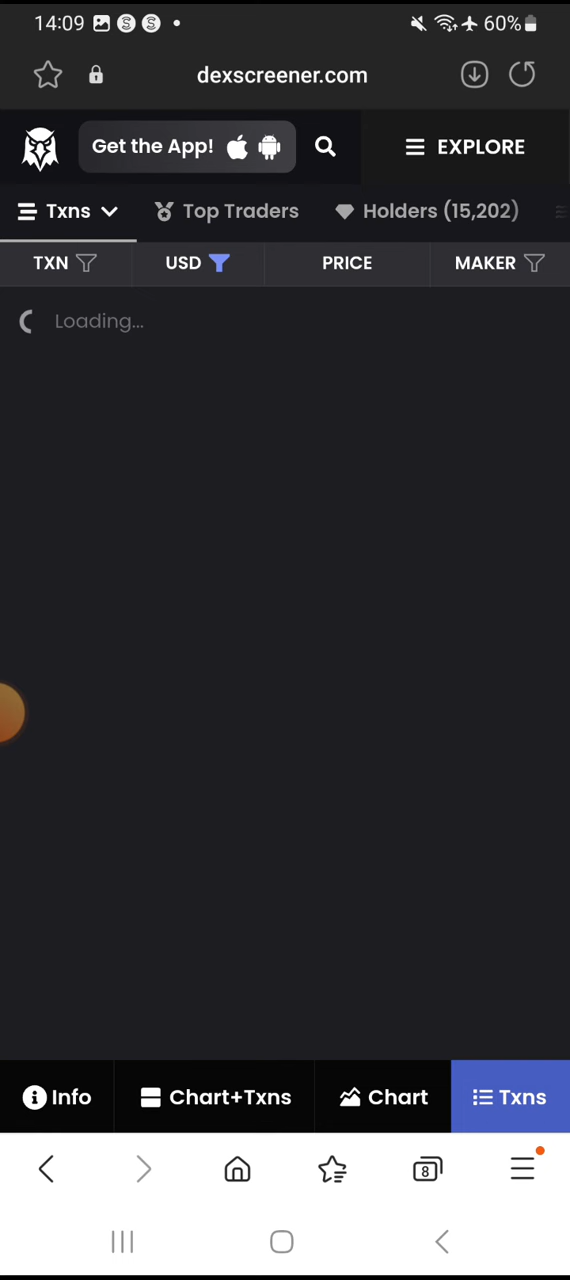 14:09 60%
dexscreener.com
Get the App! EXPLORE
Txns Top Traders Holders (15,202)
TXN USD PRICE MAKER
Loading...
Info Chart+Txns Chart Txns
8